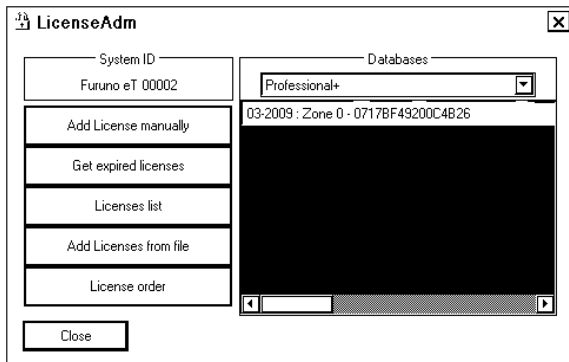 LicenseAdm
System ID
Furuno eT 00002
Add License manually
Get expired licenses
Licenses list
Add Licenses from file
License order
Close
Databases
Professional+
03-2009 : Zone 0 - 0717BF49200C4B26